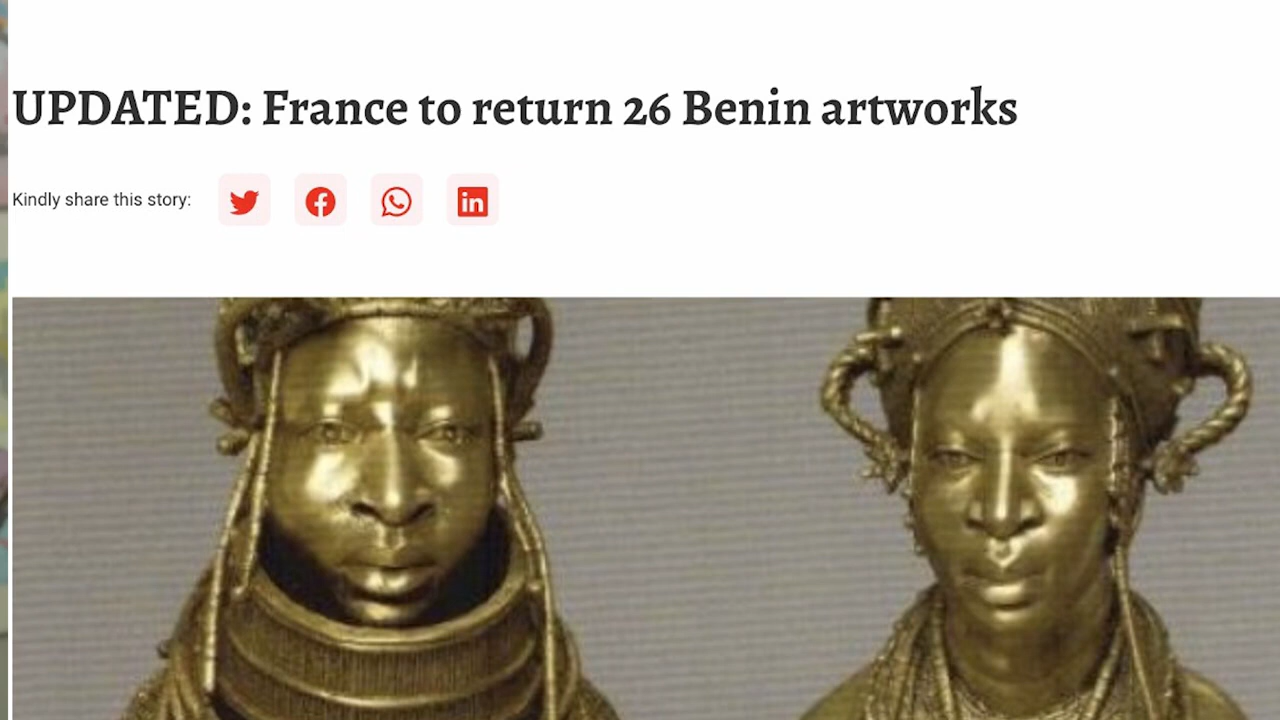 UPDATED: France to return 26 Benin artworks
Kindly share this story: